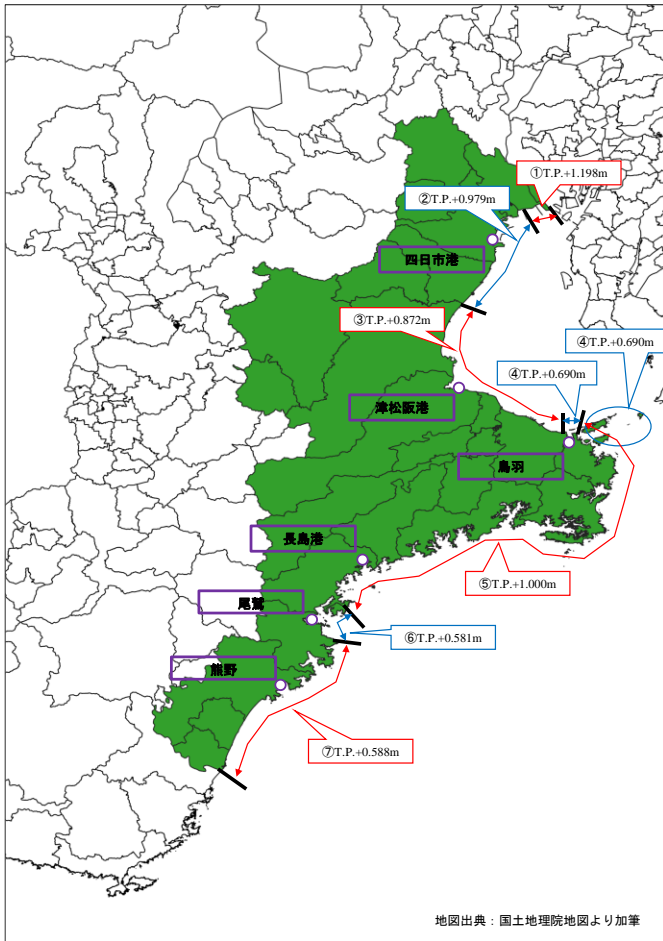 ①T.P.+1.198m
②T.P.+0.979m
四日市港
③T.P.+0.872m
④T.P.+0.690m
④T.P.+0.690m
津松阪港
鳥羽
長島港
⑤T.P.+1.000m
尾鷲
⑥T.P.+0.581m
熊野
⑦T.P.+0.588m
地図出典：国土地理院地図より加筆